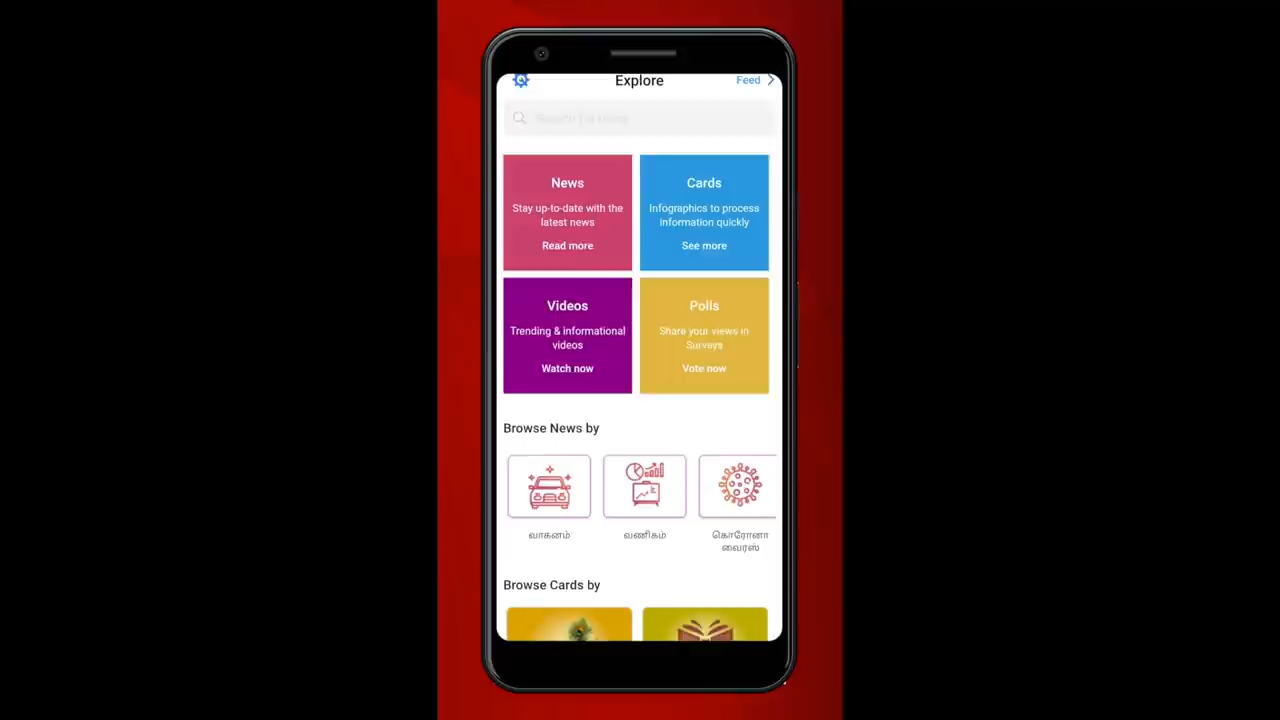 Explore
Feed
News
Stay up-to-date with the
latest news
Read more
Cards
Infographics to process
information quickly
See more
Videos
Trending & informational
videos
Watch now
Polls
Share your views in
Surveys
Vote now
Browse News by
வாகனம்
வணிகம்
கொரோனா
வைரஸ்
Browse Cards by